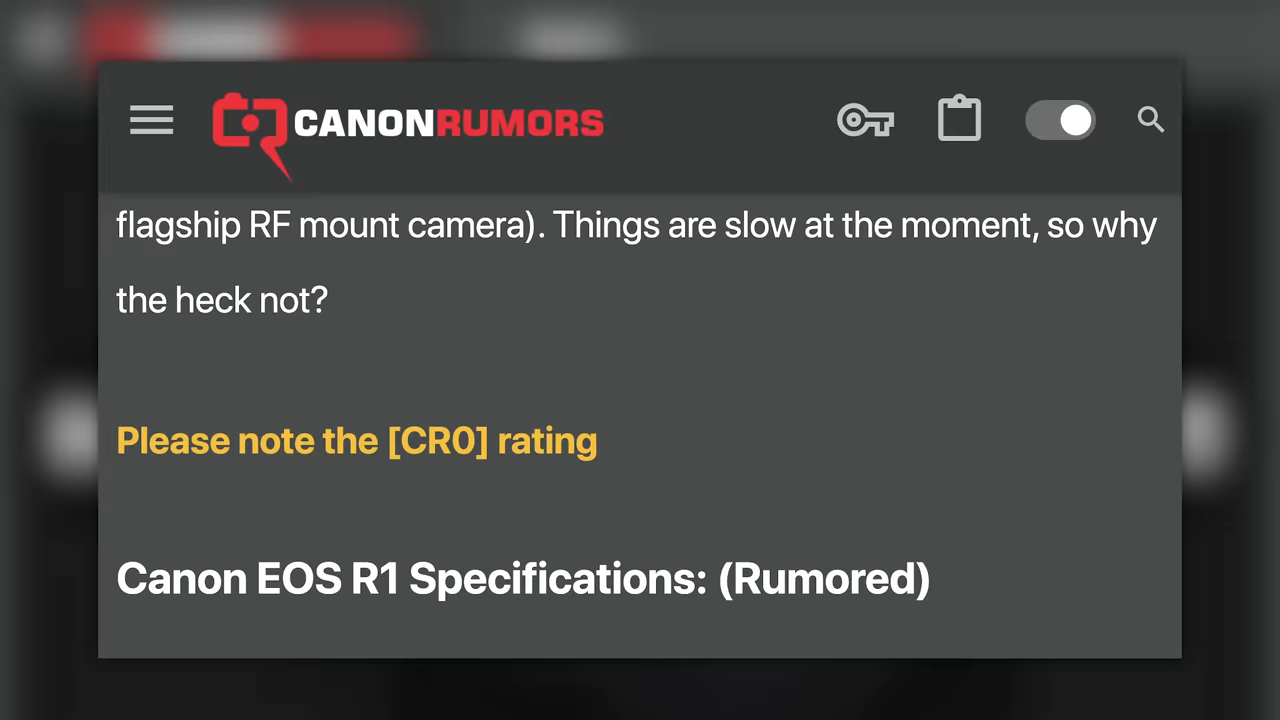 CANONRUMORS
flagship RF mount camera). Things are slow at the moment, so why
the heck not?
Please note the [CR0] rating
Canon EOS R1 Specifications: (Rumored)